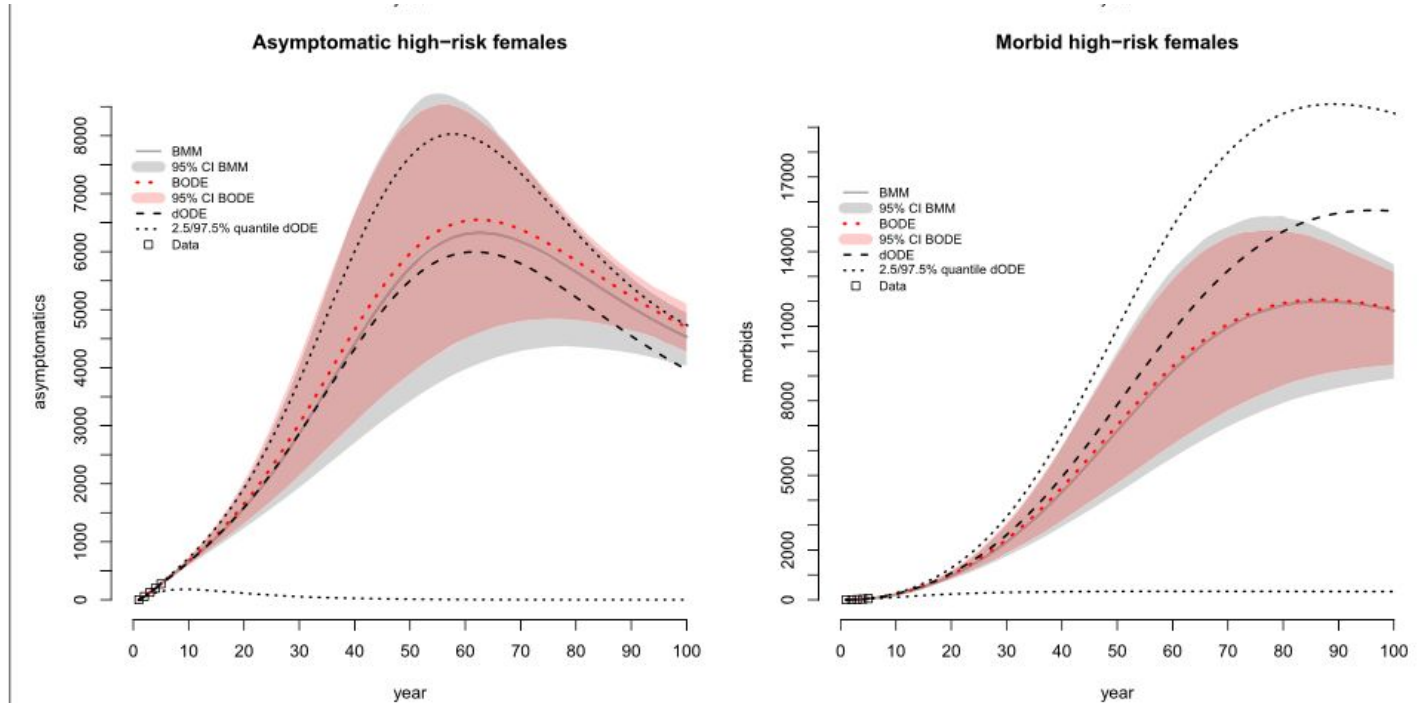 Asymptomatic high-risk females
8000
7000
6000
5000
4000
3000
2000
1000
0
asymptomatics
BMM
95% CI BMM
BODE
95% CI BODE
dODE
2.5/97.5% quantile dODE
Data
0 10 20 30 40 50 60 70 80 90 100
year
Morbid high-risk females
17000
14000
11000
8000
5000
2000
0
morbids
BMM
95% CI BMM
BODE
95% CI BODE
dODE
2.5/97.5% quantile dODE
Data
0 10 20 30 40 50 60 70 80 90 100
year